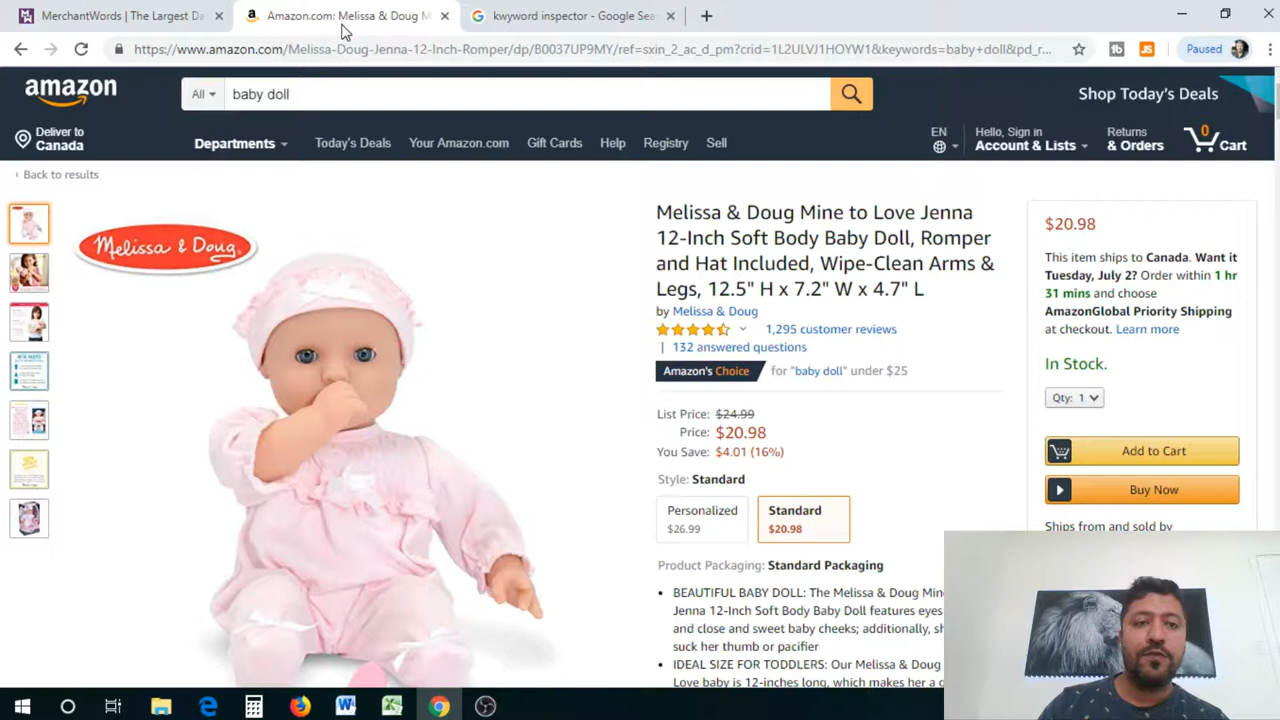 MerchantWords | The Largest Da
Amazon.com: Melissa & Doug M
kwyword inspector - Google Sea
https://www.amazon.com/Melissa-Doug-Jenna-12-Inch-Romper/dp/B0037UP9MY/ref=sxin_2_ac_d_pm?crid=1L2ULVJ1HOYW1&keywords=baby+doll&pd_r...
Paused
amazon
All
baby doll
Shop Today's Deals
Deliver to
Canada
Departments
Today's Deals
Your Amazon.com
Gift Cards
Help
Registry
Sell
EN
Hello, Sign in
Account & Lists
Returns
& Orders
0
Cart
‹ Back to results
Melissa & Doug
Melissa & Doug Mine to Love Jenna
12-Inch Soft Body Baby Doll, Romper
and Hat Included, Wipe-Clean Arms &
Legs, 12.5" H x 7.2" W x 4.7" L
by Melissa & Doug
1,295 customer reviews
| 132 answered questions
Amazon's Choice for "baby doll" under $25
List Price: $24.99
Price: $20.98
You Save: $4.01 (16%)
Style: Standard
Personalized
$26.99
Standard
$20.98
Product Packaging: Standard Packaging
• BEAUTIFUL BABY DOLL: The Melissa & Doug Min
Jenna 12-Inch Soft Body Baby Doll features eyes
and close and sweet baby cheeks; additionally, sh
suck her thumb or pacifier
• IDEAL SIZE FOR TODDLERS: Our Melissa & Doug
Love baby is 12-inches long, which makes her a
$20.98
This item ships to Canada. Want it
Tuesday, July 2? Order within 1 hr
31 mins and choose
AmazonGlobal Priority Shipping
at checkout. Learn more
In Stock.
Qty: 1
Add to Cart
Buy Now
Ships from and sold by